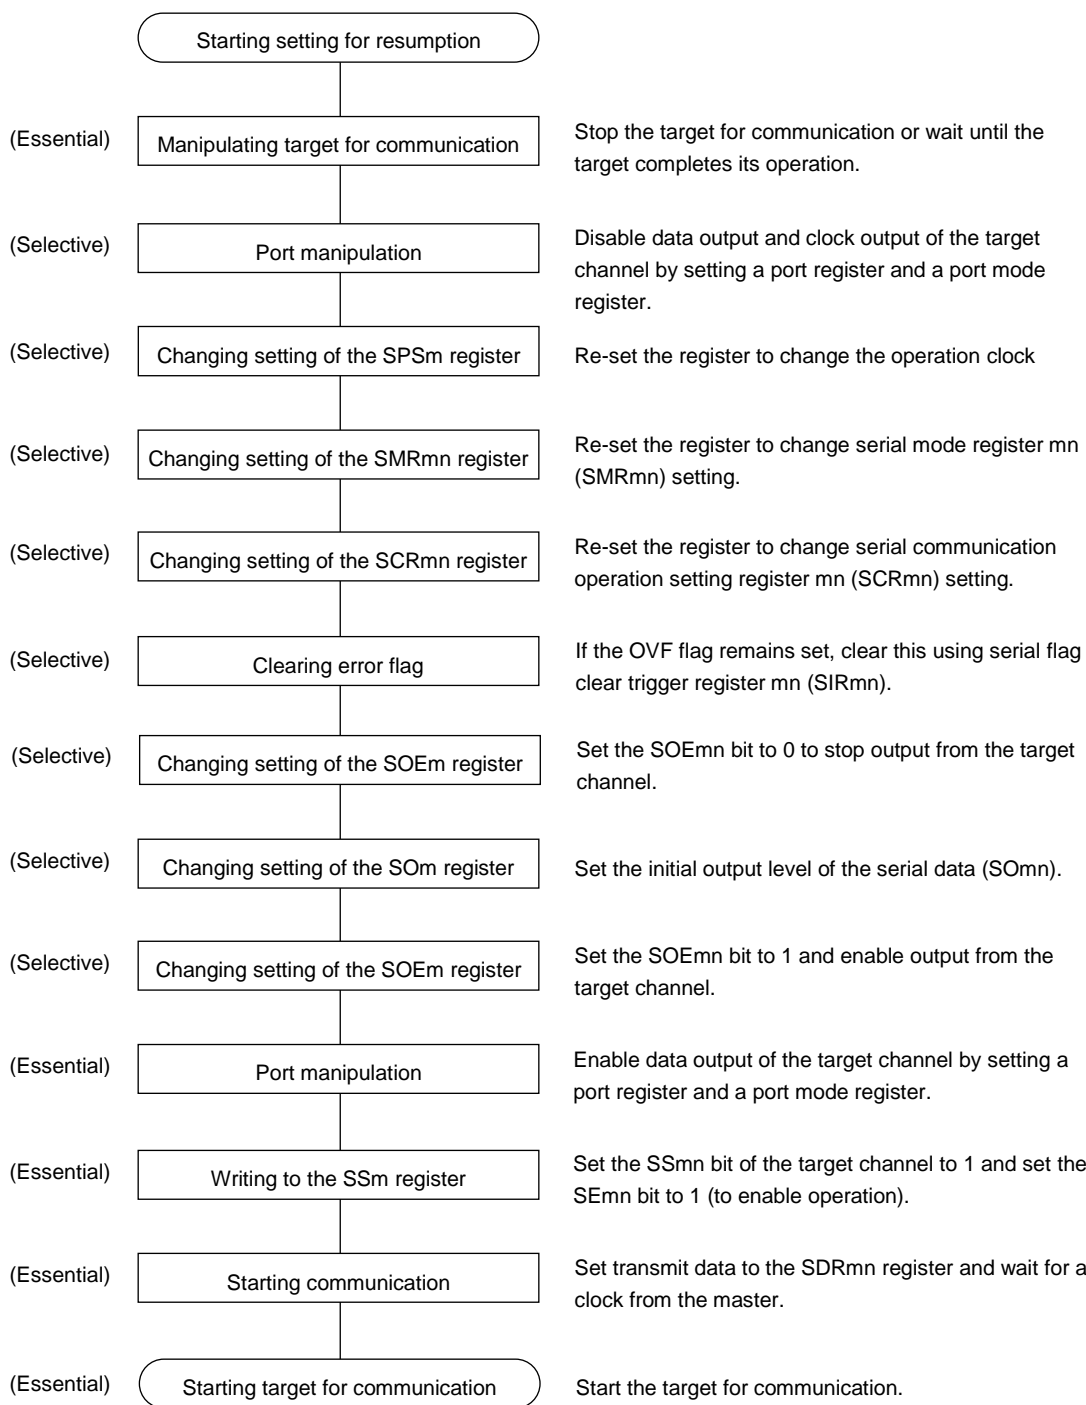 Starting setting for resumption
(Essential)
Manipulating target for communication
Stop the target for communication or wait until the
target completes its operation.
(Selective)
Port manipulation
Disable data output and clock output of the target
channel by setting a port register and a port mode
register.
(Selective)
Changing setting of the SPSm register
Re-set the register to change the operation clock
(Selective)
Changing setting of the SMRmn register
Re-set the register to change serial mode register mn
(SMRmn) setting.
(Selective)
Changing setting of the SCRmn register
Re-set the register to change serial communication
operation setting register mn (SCRmn) setting.
(Selective)
Clearing error flag
If the OVF flag remains set, clear this using serial flag
clear trigger register mn (SIRmn).
(Selective)
Changing setting of the SOEm register
Set the SOEmn bit to 0 to stop output from the target
channel.
(Selective)
Changing setting of the SOm register
Set the initial output level of the serial data (SOmn).
(Selective)
Changing setting of the SOEm register
Set the SOEmn bit to 1 and enable output from the
target channel.
(Essential)
Port manipulation
Enable data output of the target channel by setting a
port register and a port mode register.
(Essential)
Writing to the SSm register
Set the SSmn bit of the target channel to 1 and set the
SEmn bit to 1 (to enable operation).
(Essential)
Starting communication
Set transmit data to the SDRmn register and wait for a
clock from the master.
(Essential)
Starting target for communication
Start the target for communication.